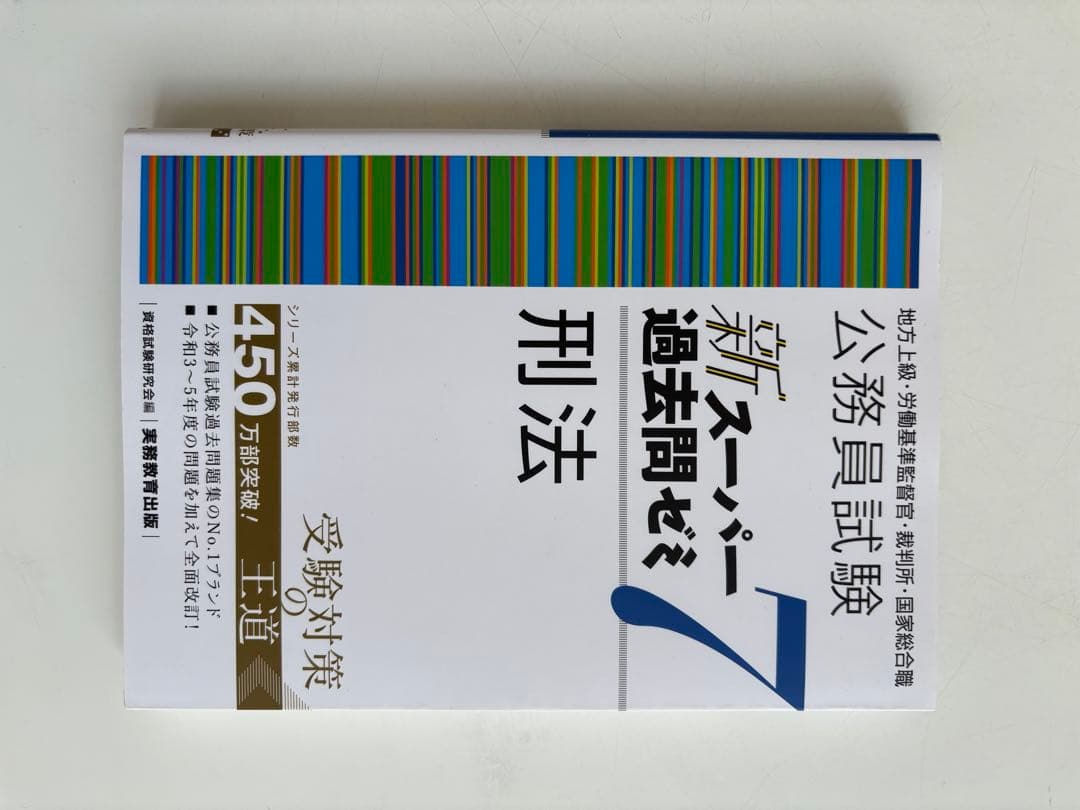 地方上級・労働基準監督官・裁判所・国家総合職
公務員試験
新スーパー
過去問ゼミ7
刑法
受験対策の
王道
シリーズ累計発行部数
450万部突破!
■ 公務員試験過去問題集のNo.1ブランド
■ 令和3～5年度の問題を加えて全面改訂!
|資格試験研究会編|実務教育出版|